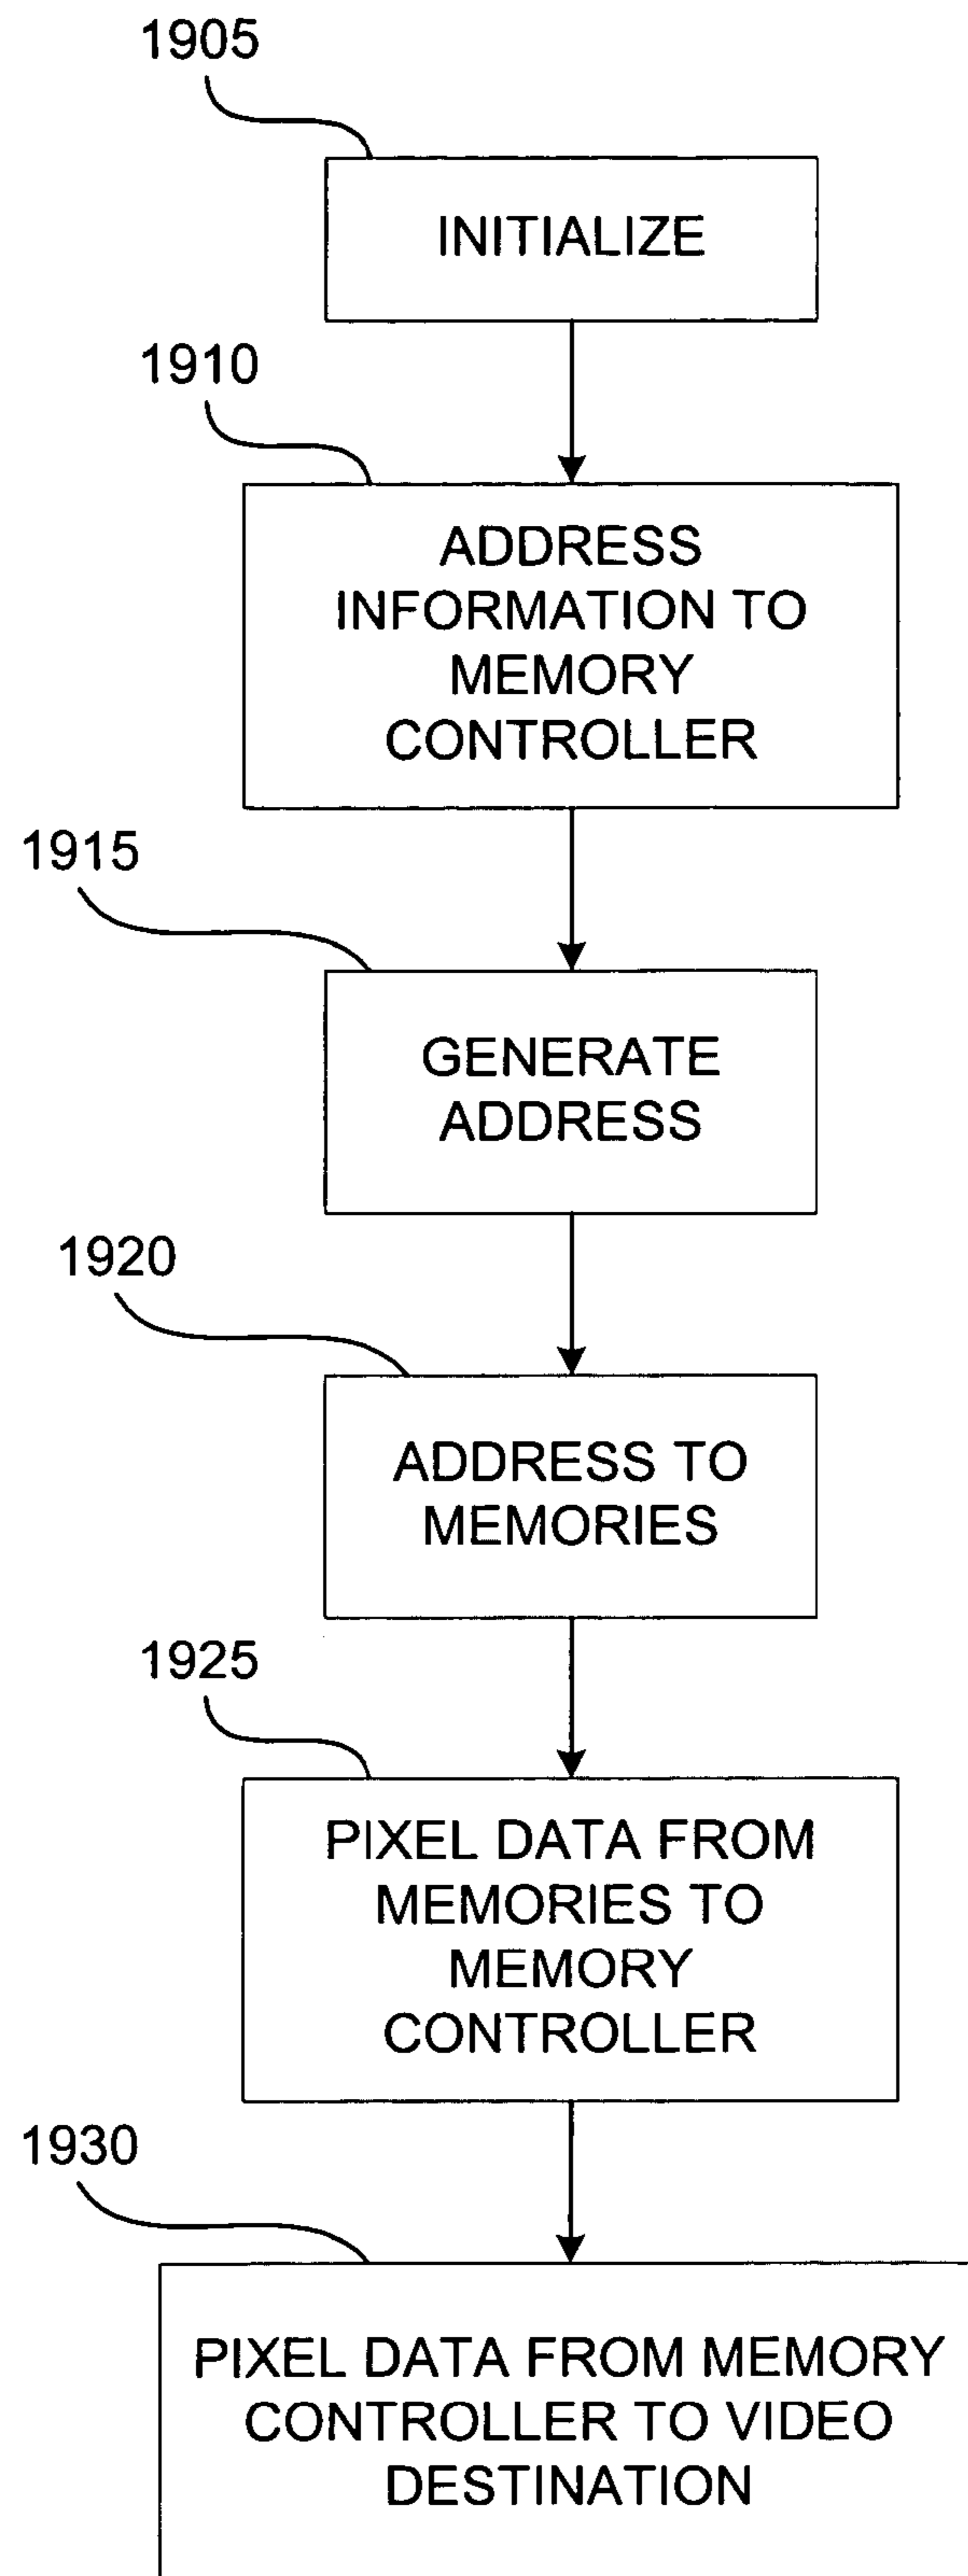 1905
INITIALIZE
1910
ADDRESS
INFORMATION TO
MEMORY
CONTROLLER
1915
GENERATE
ADDRESS
1920
ADDRESS TO
MEMORIES
1925
PIXEL DATA FROM
MEMORIES TO
MEMORY
CONTROLLER
1930
PIXEL DATA FROM MEMORY
CONTROLLER TO VIDEO
DESTINATION